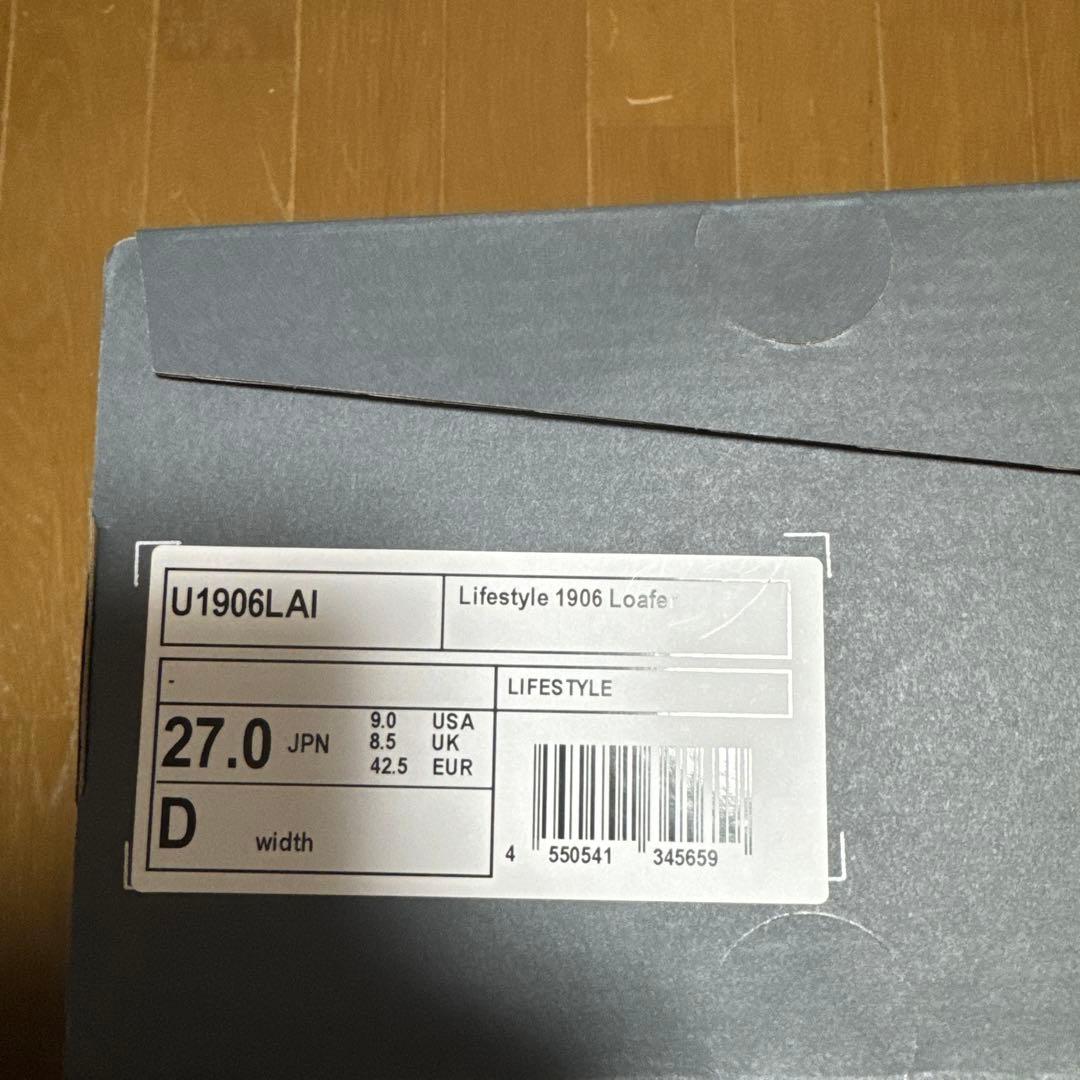 U1906LAI
Lifestyle 1906 Loafer
-
LIFESTYLE
27.0 JPN
9.0 USA
8.5 UK
42.5 EUR
D width
4 550541 345659